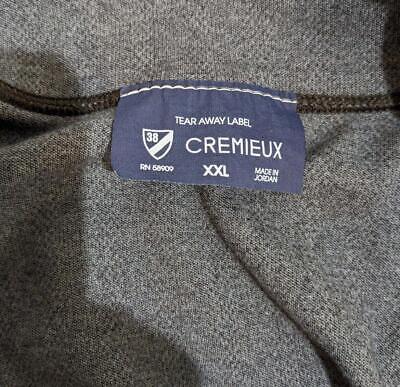 TEAR AWAY LABEL
38
CREMIEUX
RN 58909
XXL
MADE IN
JORDAN